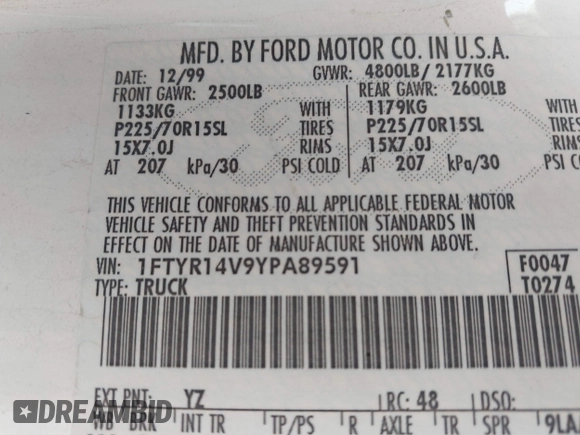 MFD. BY FORD MOTOR CO. IN U.S.A.
DATE: 12/99 GVWR: 4800LB/ 2177KG
FRONT GAWR: 2500LB REAR GAWR: 2600LB
1133KG WITH 1179KG WITH
P225/70R15SL TIRES P225/70R15SL TIRES
15X7.0J RIMS 15X7.0J RIMS
AT 207 kPa/30 PSI COLD AT 207 kPa/30 PSI CO
THIS VEHICLE CONFORMS TO ALL APPLICABLE FEDERAL MOTOR
VEHICLE SAFETY AND THEFT PREVENTION STANDARDS IN
EFFECT ON THE DATE OF MANUFACTURE SHOWN ABOVE.
VIN: 1FTYR14V9YPA89591 F0047
TYPE: TRUCK T0274
EXT PNT: YZ RC: 48 DSO:
WB BRK INT TR TP/PS R AXLE TR SPR 9LA
DREAMBID